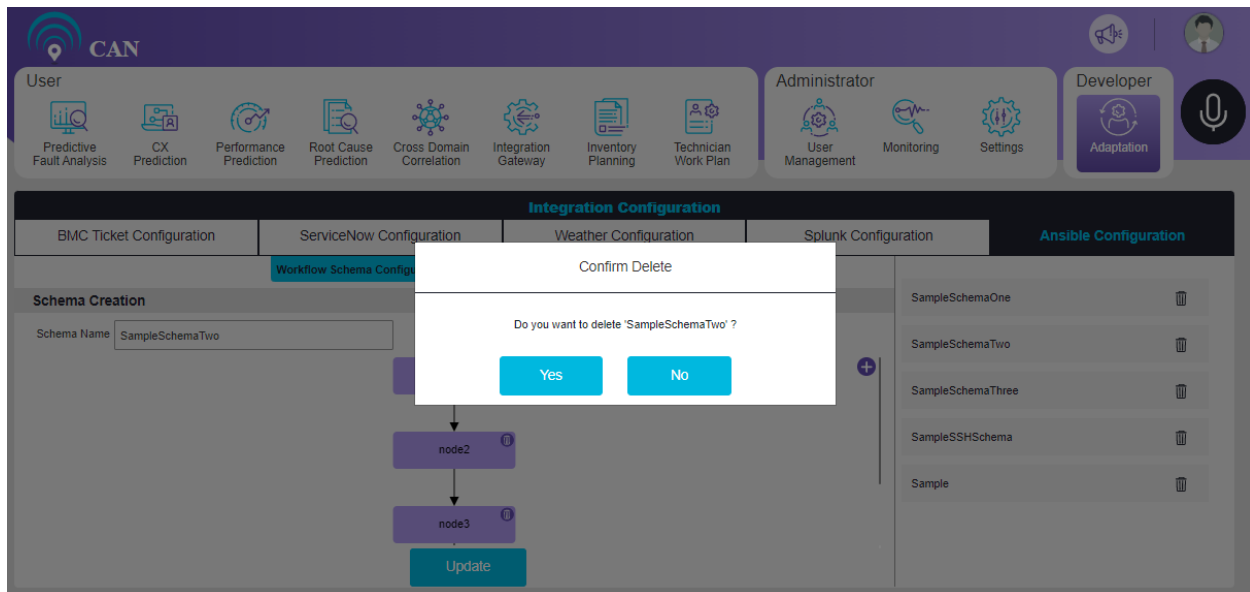 CAN
User
Administrator
Developer
Predictive
Fault Analysis
CX
Prediction
Performance
Prediction
Root Cause
Prediction
Cross Domain
Correlation
Integration
Gateway
Inventory
Planning
Technician
Work Plan
User
Management
Monitoring
Settings
Adaptation
Integration Configuration
BMC Ticket Configuration
ServiceNow Configuration
Weather Configuration
Splunk Configuration
Ansible Configuration
Workflow Schema
Schema Creation
Schema Name
SampleSchemaTwo
Confirm Delete
Do you want to delete 'SampleSchemaTwo' ?
Yes
No
node2
node3
Update
SampleSchemaOne
SampleSchemaTwo
SampleSchemaThree
SampleSSHSchema
Sample